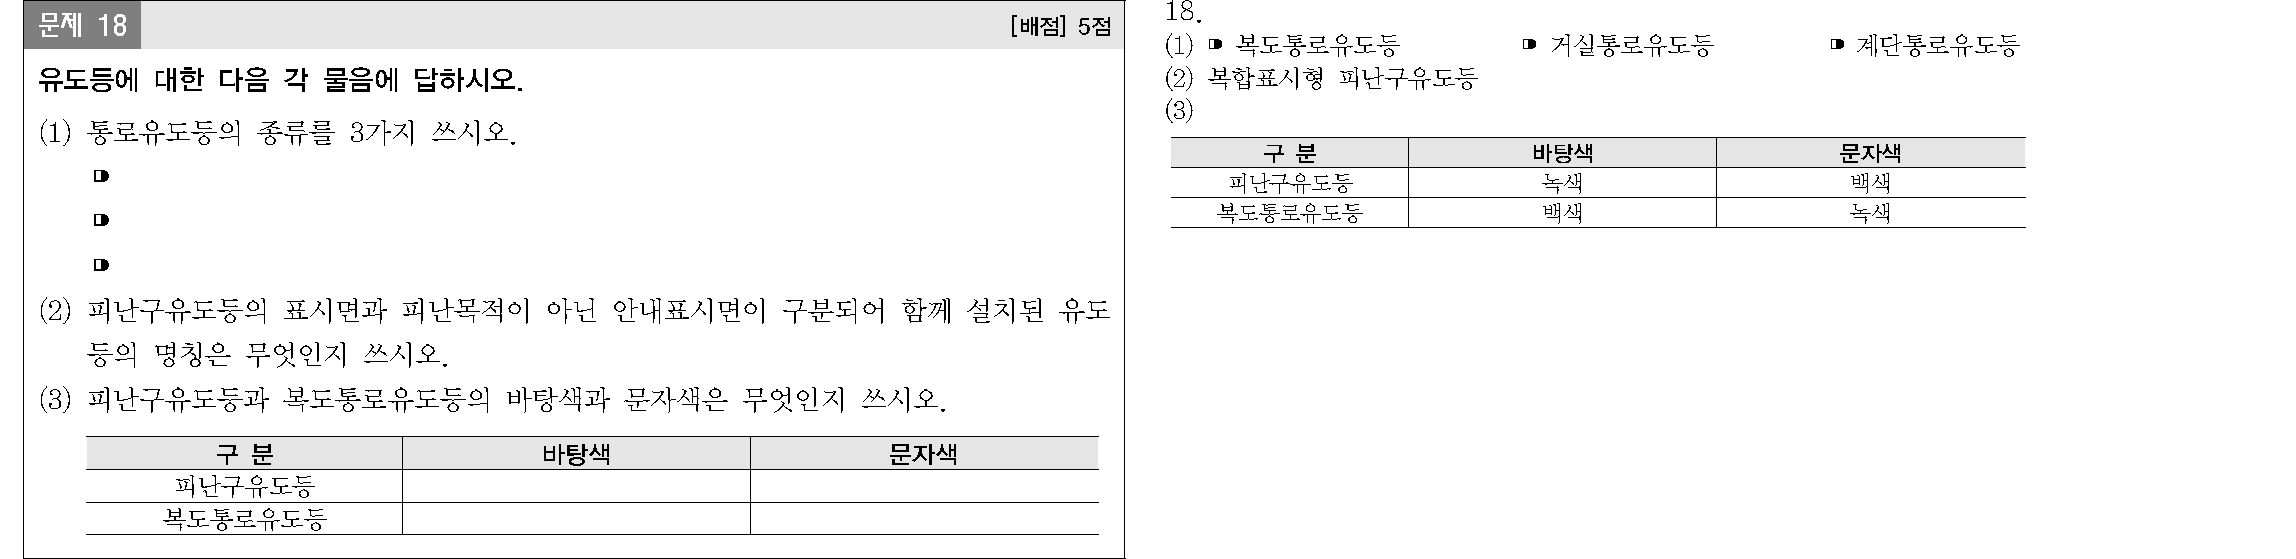 문제 18
[배점] 5점
유도등에 대한 다음 각 물음에 답하시오.
(1) 통로유도등의 종류를 3가지 쓰시오.
(2) 피난구유도등의 표시면과 피난목적이 아닌 안내표시면이 구분되어 함께 설치된 유도
등의 명칭은 무엇인지 쓰시오.
(3) 피난구유도등과 복도통로유도등의 바탕색과 문자색은 무엇인지 쓰시오.
구 분 바탕색 문자색
피난구유도등
복도통로유도등
18.
(1) 복도통로유도등 거실통로유도등 계단통로유도등
(2) 복합표시형 피난구유도등
(3)
구 분 바탕색 문자색
피난구유도등 녹색 백색
복도통로유도등 백색 녹색